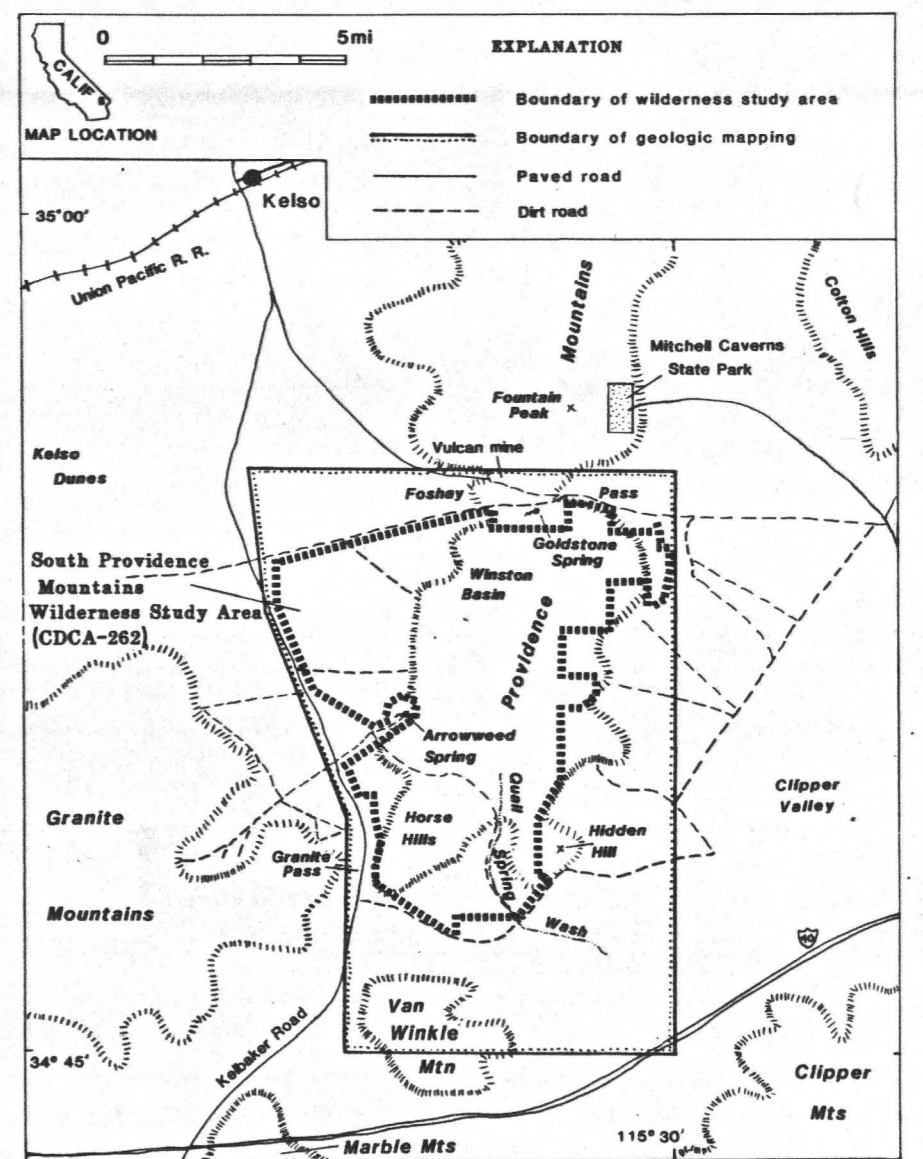 0 5mi
CALIF
MAP LOCATION
EXPLANATION
Boundary of wilderness study area
Boundary of geologic mapping
Paved road
Dirt road
35°00'
Kelso
Union Pacific R. R.
Mountains
Colton Hills
Mitchell Caverns
State Park
Fountain
Peak
Kelso
Dunes
Vulcan mine
Foshay Pass
Goldstone
Spring
South Providence
Mountains
Wilderness Study Area
(CDCA-262)
Winston
Basin
Providence
Arrowweed
Spring
Quail
Spring
Wash
Clipper
Valley
Granite
Mountains
Horse
Hills
Hidden
Hill
Granite
Pass
40
Van
Winkle
Mtn
Kelbaker Road
34° 45'
Clipper
Mts
115° 30'
Marble Mts